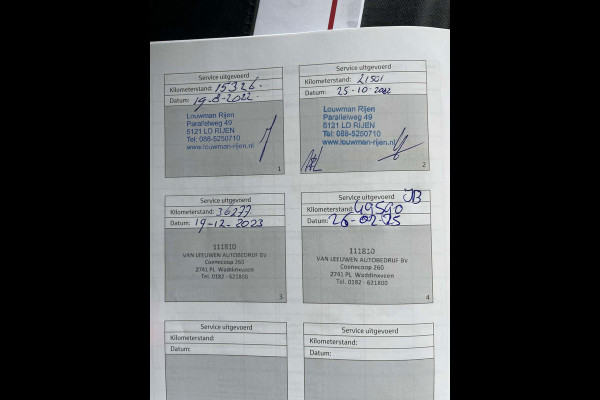 Service uitgevoerd
Kilometerstand: 15326.
Datum: 19-8-2022.
Louwman Rijen
Parallelweg 49
5121 LD RIJEN
Tel: 088-5250710
www.louwman-rijen.nl
1
Service uitgevoerd
Kilometerstand: 21501
Datum: 25-10-2022
Louwman Rijen
Parallelweg 49
5121 LD RIJEN
Tel: 088-5250710
www.louwman-rijen.nl
2
Service uitgevoerd
Kilometerstand: 36277
Datum: 19-12-2023
111810
VAN LEEUWEN AUTOBEDRIJF BV
Coenecoop 260
2741 PL Waddinxveen
Tel. 0182 - 621800
3
Service uitgevoerd JB
Kilometerstand: 49590
Datum: 26-02-25
111810
VAN LEEUWEN AUTOBEDRIJF BV
Coenecoop 260
2741 PL Waddinxveen
Tel. 0182 - 621800
4
Service uitgevoerd
Kilometerstand:
Datum:
Service uitgevoerd
Kilometerstand:
Datum: